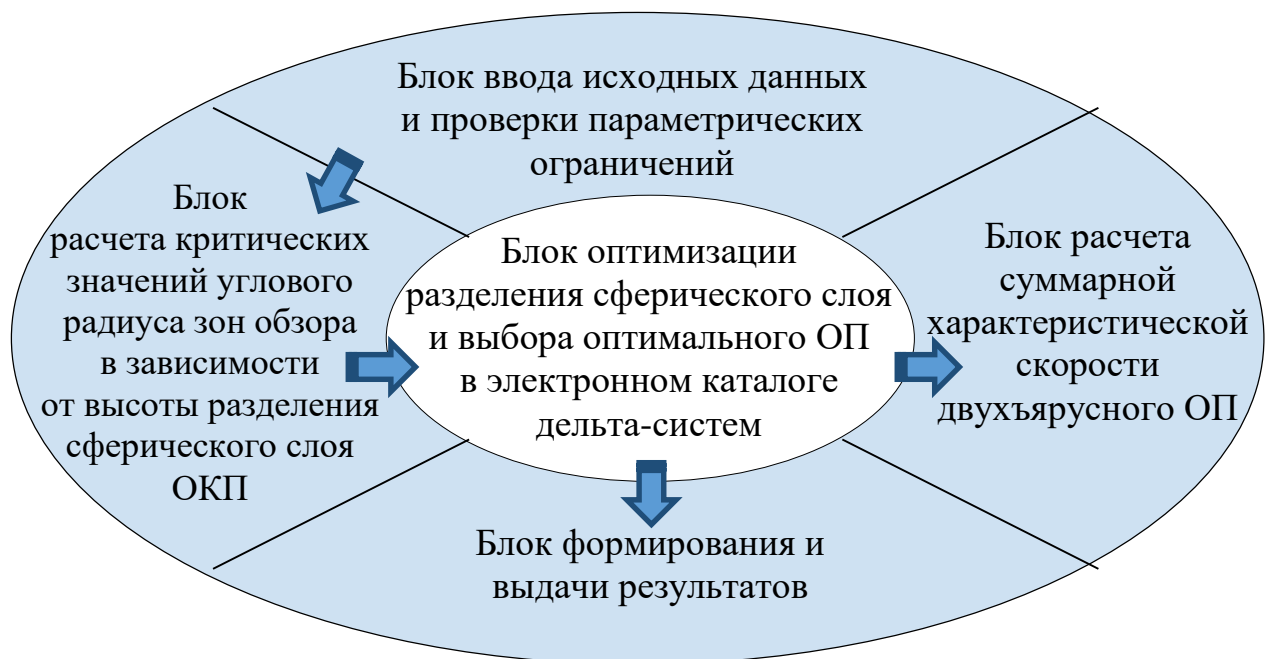 Блок ввода исходных данных
и проверки параметрических
ограничений
Блок
расчета критических
значений углового
радиуса зон обзора
в зависимости
от высоты разделения
сферического слоя
ОКП
Блок оптимизации
разделения сферического слоя
и выбора оптимального ОП
в электронном каталоге
дельта-систем
Блок расчета
суммарной
характеристической
скорости
двухъярусного ОП
Блок формирования и
выдачи результатов